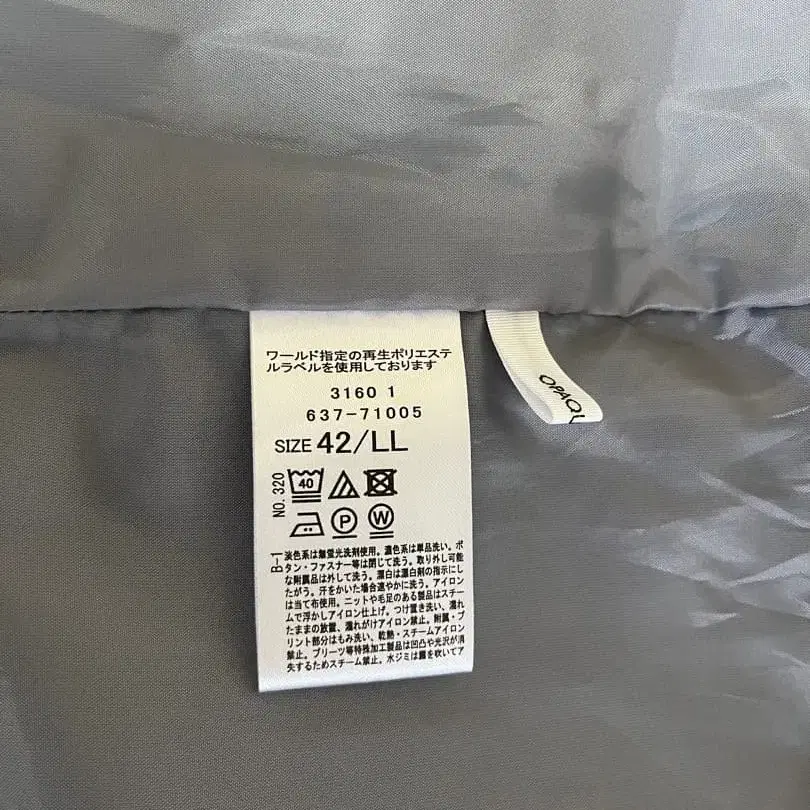 ワールド指定の再生ポリエステ
ルラベルを使用しております
3160 1
637-71005
SIZE 42/LL
NO. 320
40
P
W
B-1
淡色系は無蛍光洗剤使用。濃色系は単品洗い。ボ
タン・ファスナー等は閉じて洗う。取り外し可能
な附属品は外して洗う。漂白は漂白剤の指示にし
たがう。汗をかいた場合速やかに洗う。アイロン
は当て布使用。ニットや毛足のある製品はスチー
ムで浮かしアイロン仕上げ。つけ置き洗い、濡れ
たままの放置、濡れがけアイロン禁止。附属・プ
リント部分はもみ洗い、乾熱・スチームアイロン
禁止。プリーツ等特殊加工製品は凹凸や光沢が消
失するためスチーム禁止。水ジミは霧を吹いてア
OPAQU